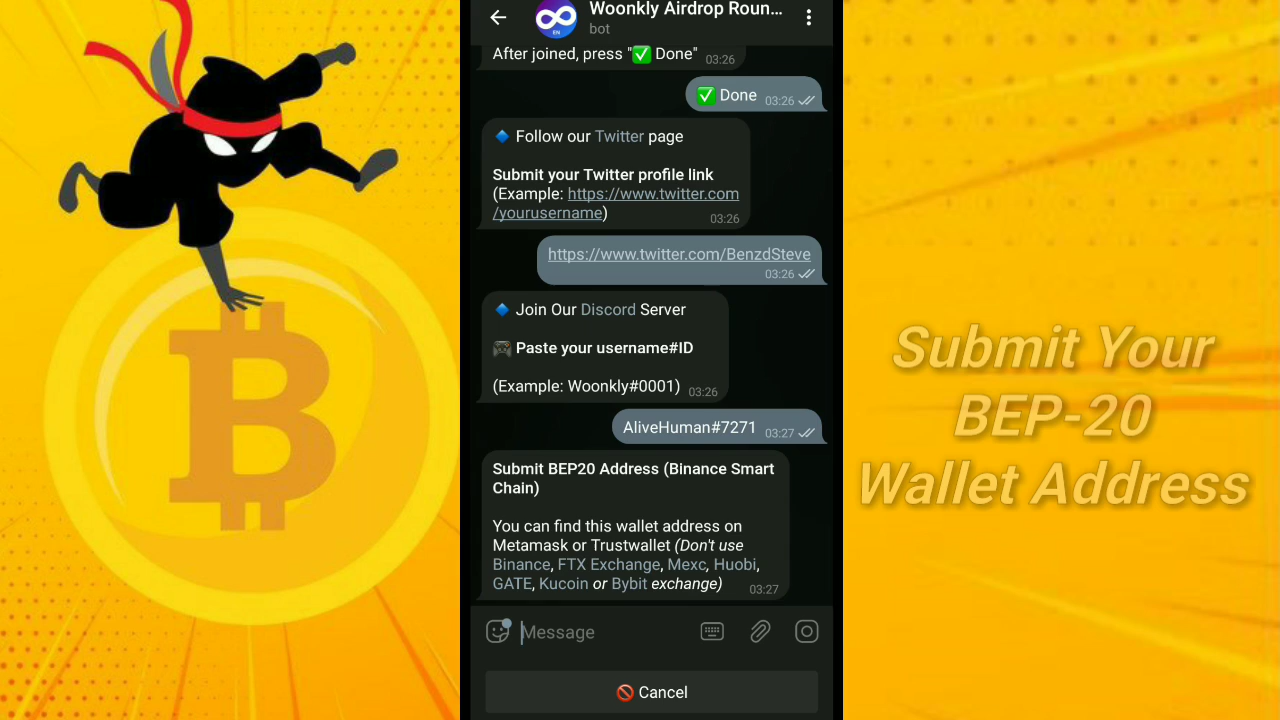 Woonkly Airdrop Roun...
bot
EN
After joined, press "✅ Done" 03:26
✅ Done 03:26
🔹 Follow our Twitter page
Submit your Twitter profile link
(Example: https://www.twitter.com
/yourusername) 03:26
https://www.twitter.com/BenzdSteve
03:26
🔹 Join Our Discord Server
🎮 Paste your username#ID
(Example: Woonkly#0001) 03:26
AliveHuman#7271 03:27
Submit BEP20 Address (Binance Smart
Chain)
You can find this wallet address on
Metamask or Trustwallet (Don't use
Binance, FTX Exchange, Mexc, Huobi,
GATE, Kucoin or Bybit exchange) 03:27
Message
🚫 Cancel
Submit Your
BEP-20
Wallet Address